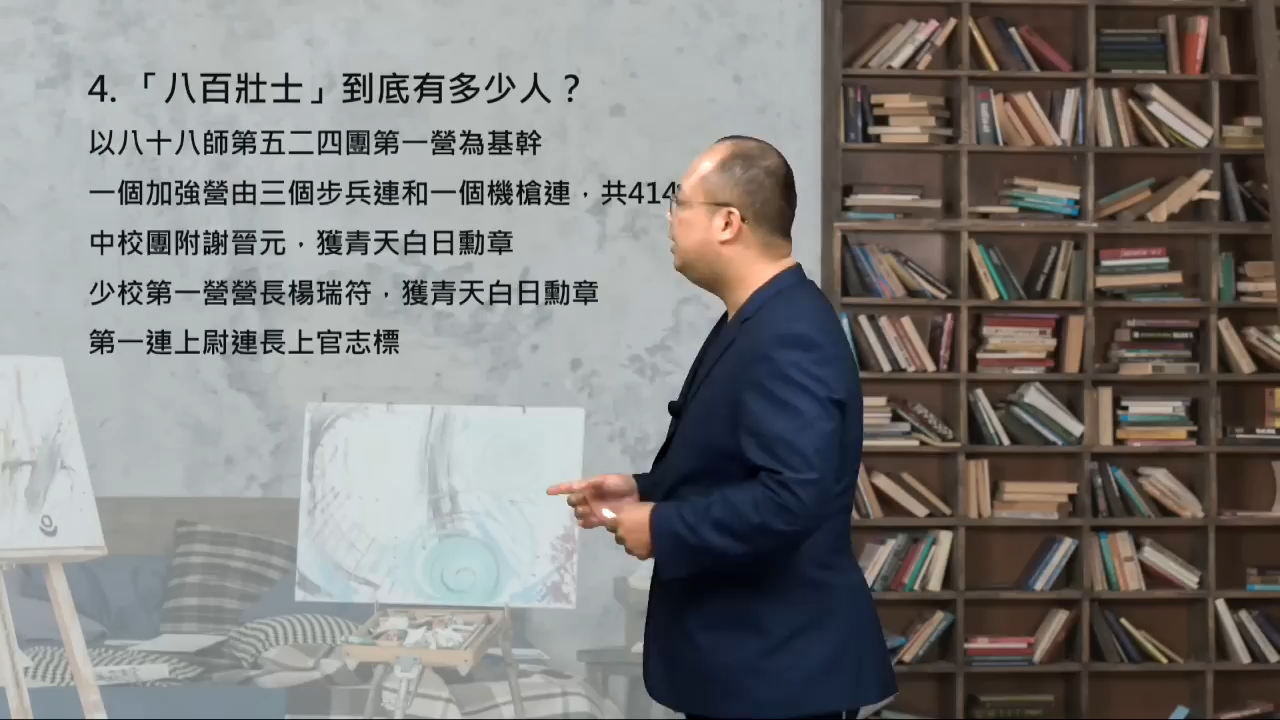 4. 「八百壯士」到底有多少人？
以八十八師第五二四團第一營為基幹
一個加強營由三個步兵連和一個機槍連，共414
中校團附謝晉元，獲青天白日勳章
少校第一營營長楊瑞符，獲青天白日勳章
第一連上尉連長上官志標